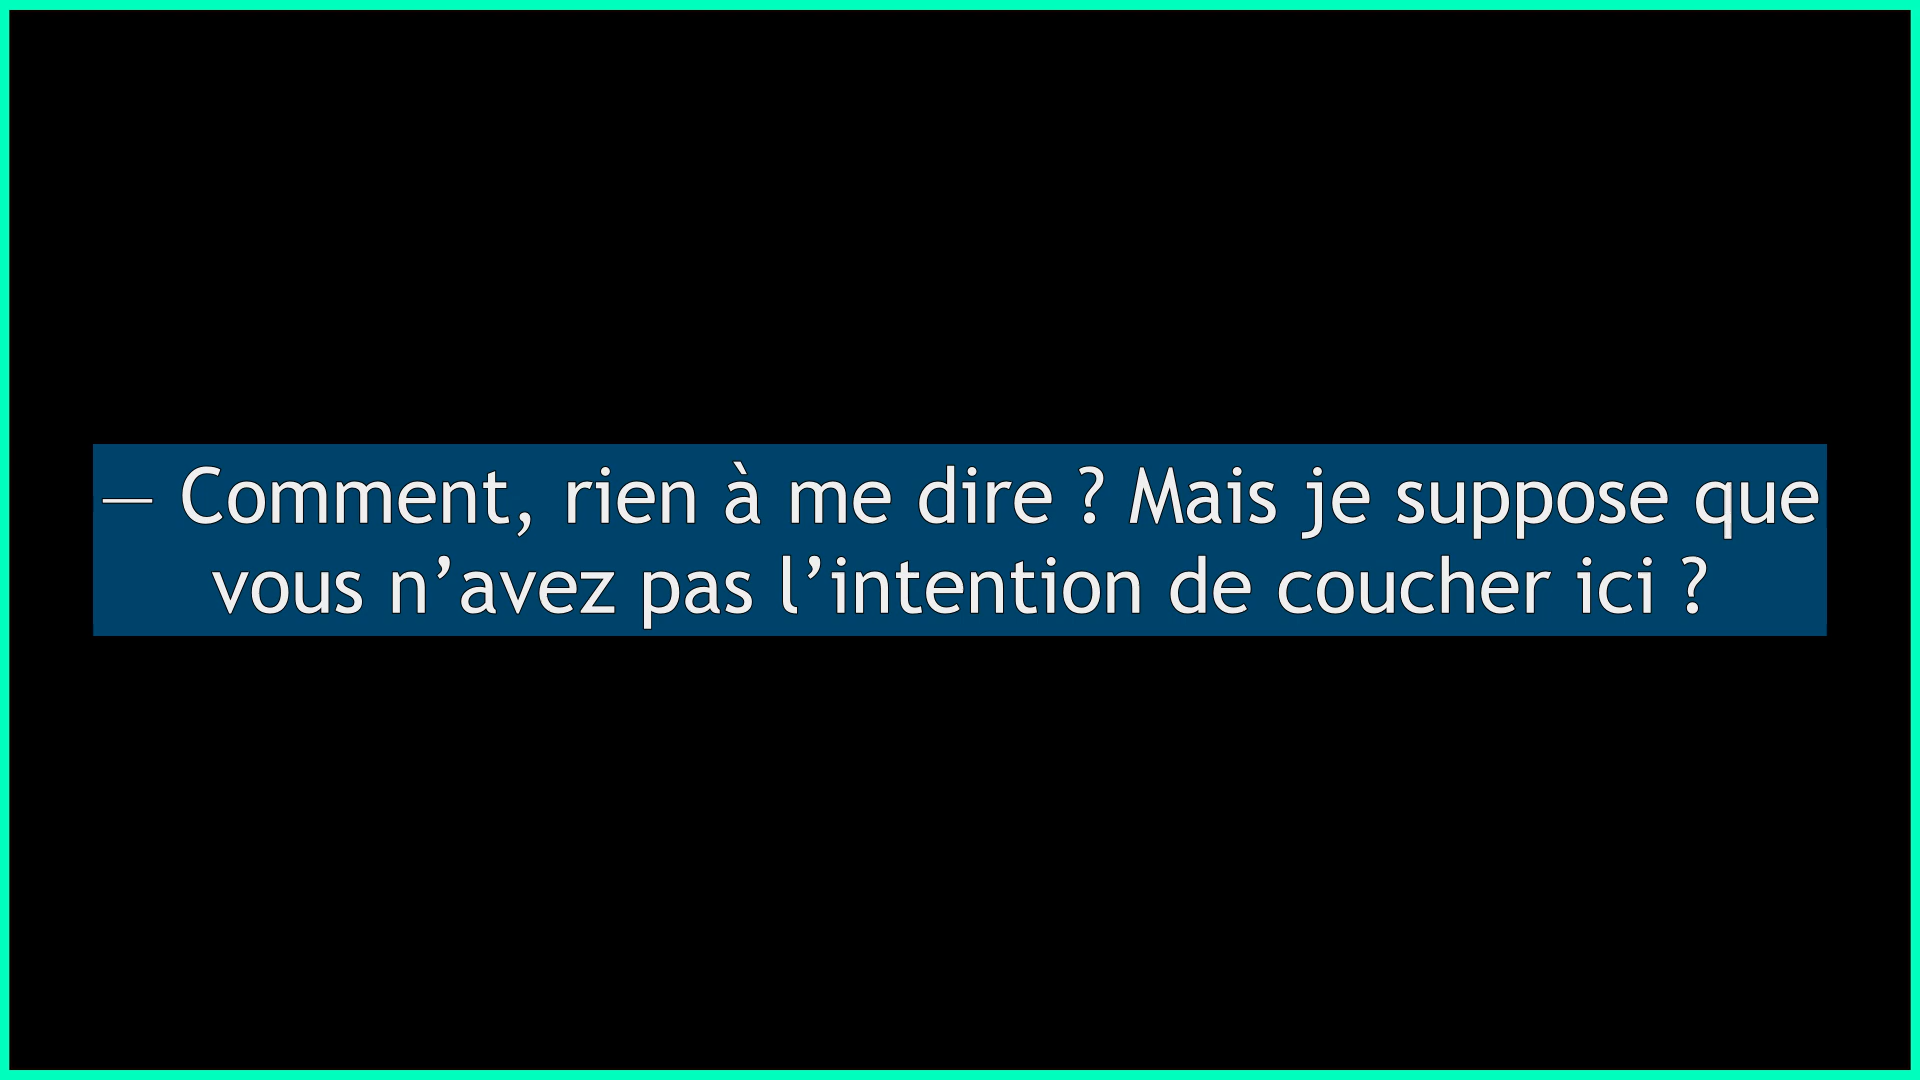 — Comment, rien à me dire ? Mais je suppose que
vous n’avez pas l’intention de coucher ici ?